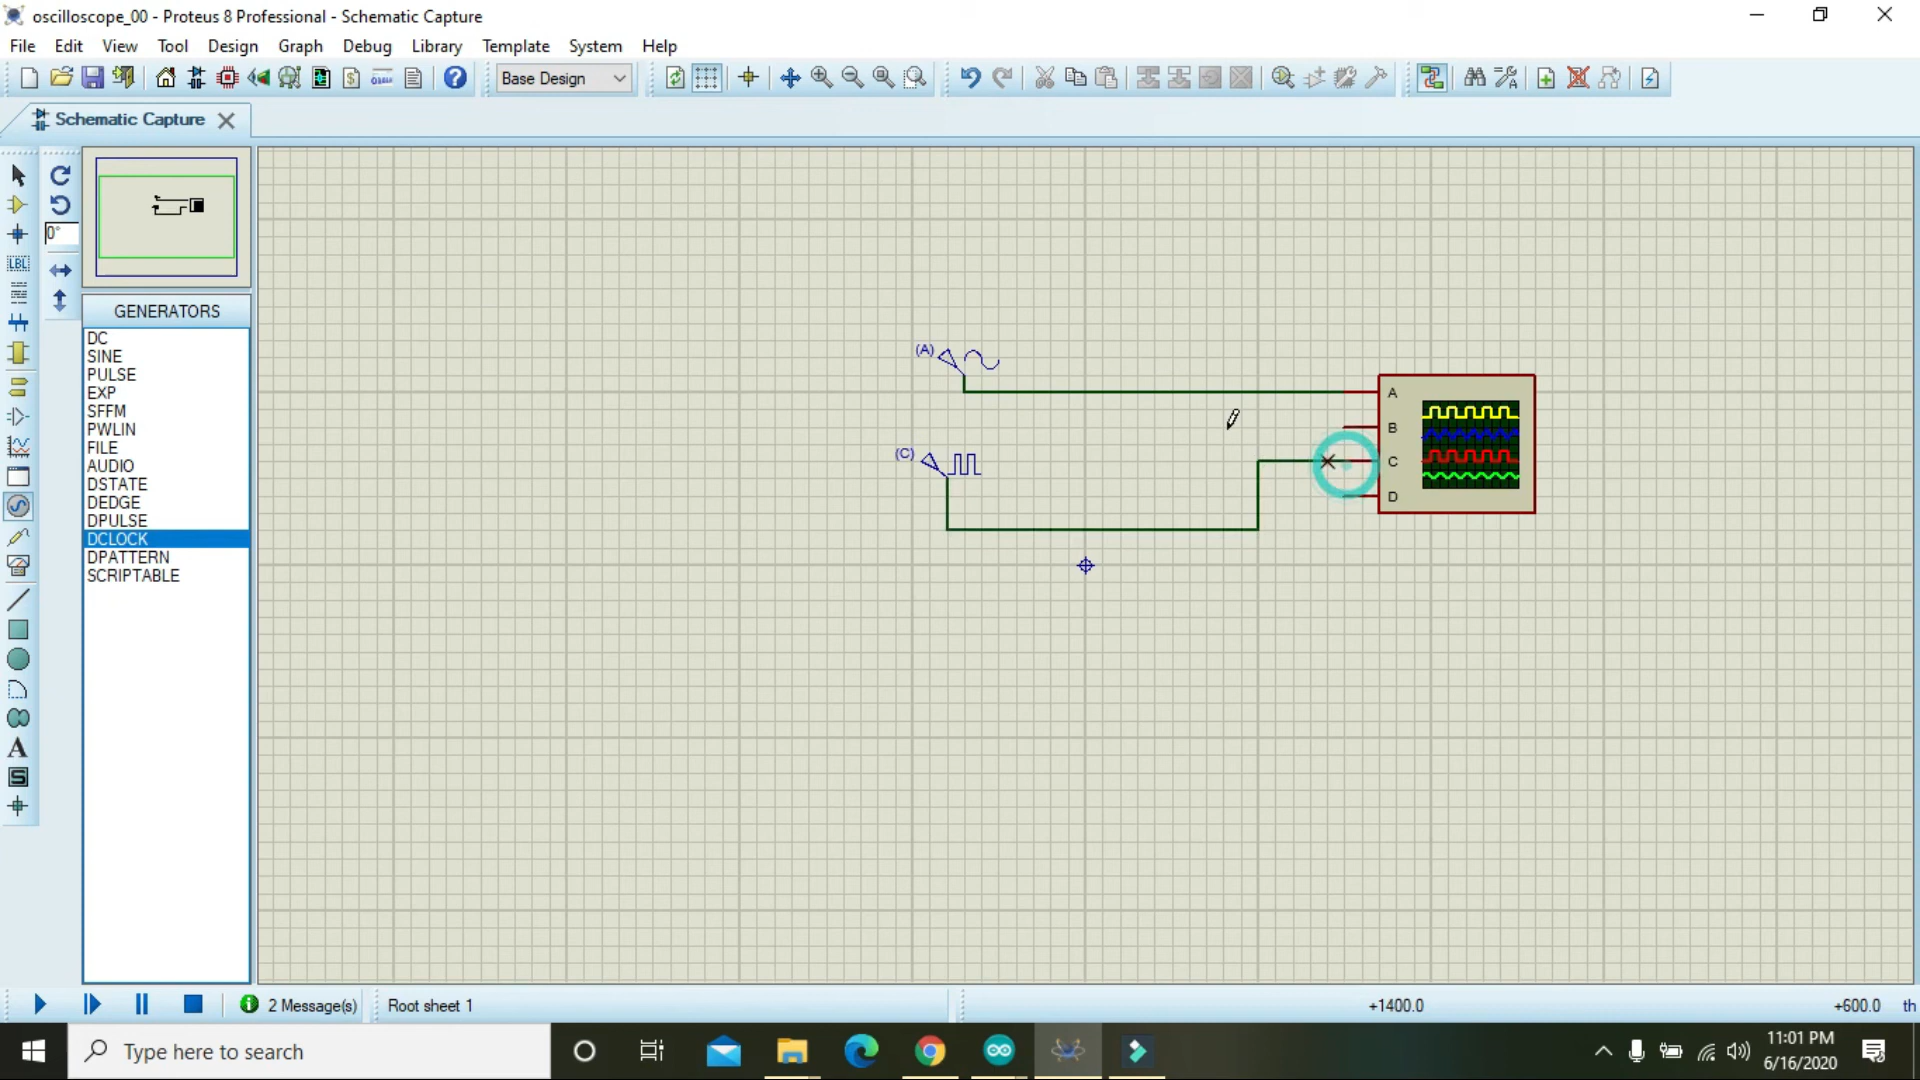 oscilloscope_00 - Proteus 8 Professional - Schematic Capture
File Edit View Tool Design Graph Debug Library Template System Help
Base Design
Schematic Capture
LBL
0°
GENERATORS
DC
SINE
PULSE
EXP
SFFM
PWLIN
FILE
AUDIO
DSTATE
DEDGE
DPULSE
DCLOCK
DPATTERN
SCRIPTABLE
A
S
(A)
(C)
A
B
C
D
2 Message(s)
Root sheet 1
+1400.0
+600.0
th
Type here to search
11:01 PM
6/16/2020